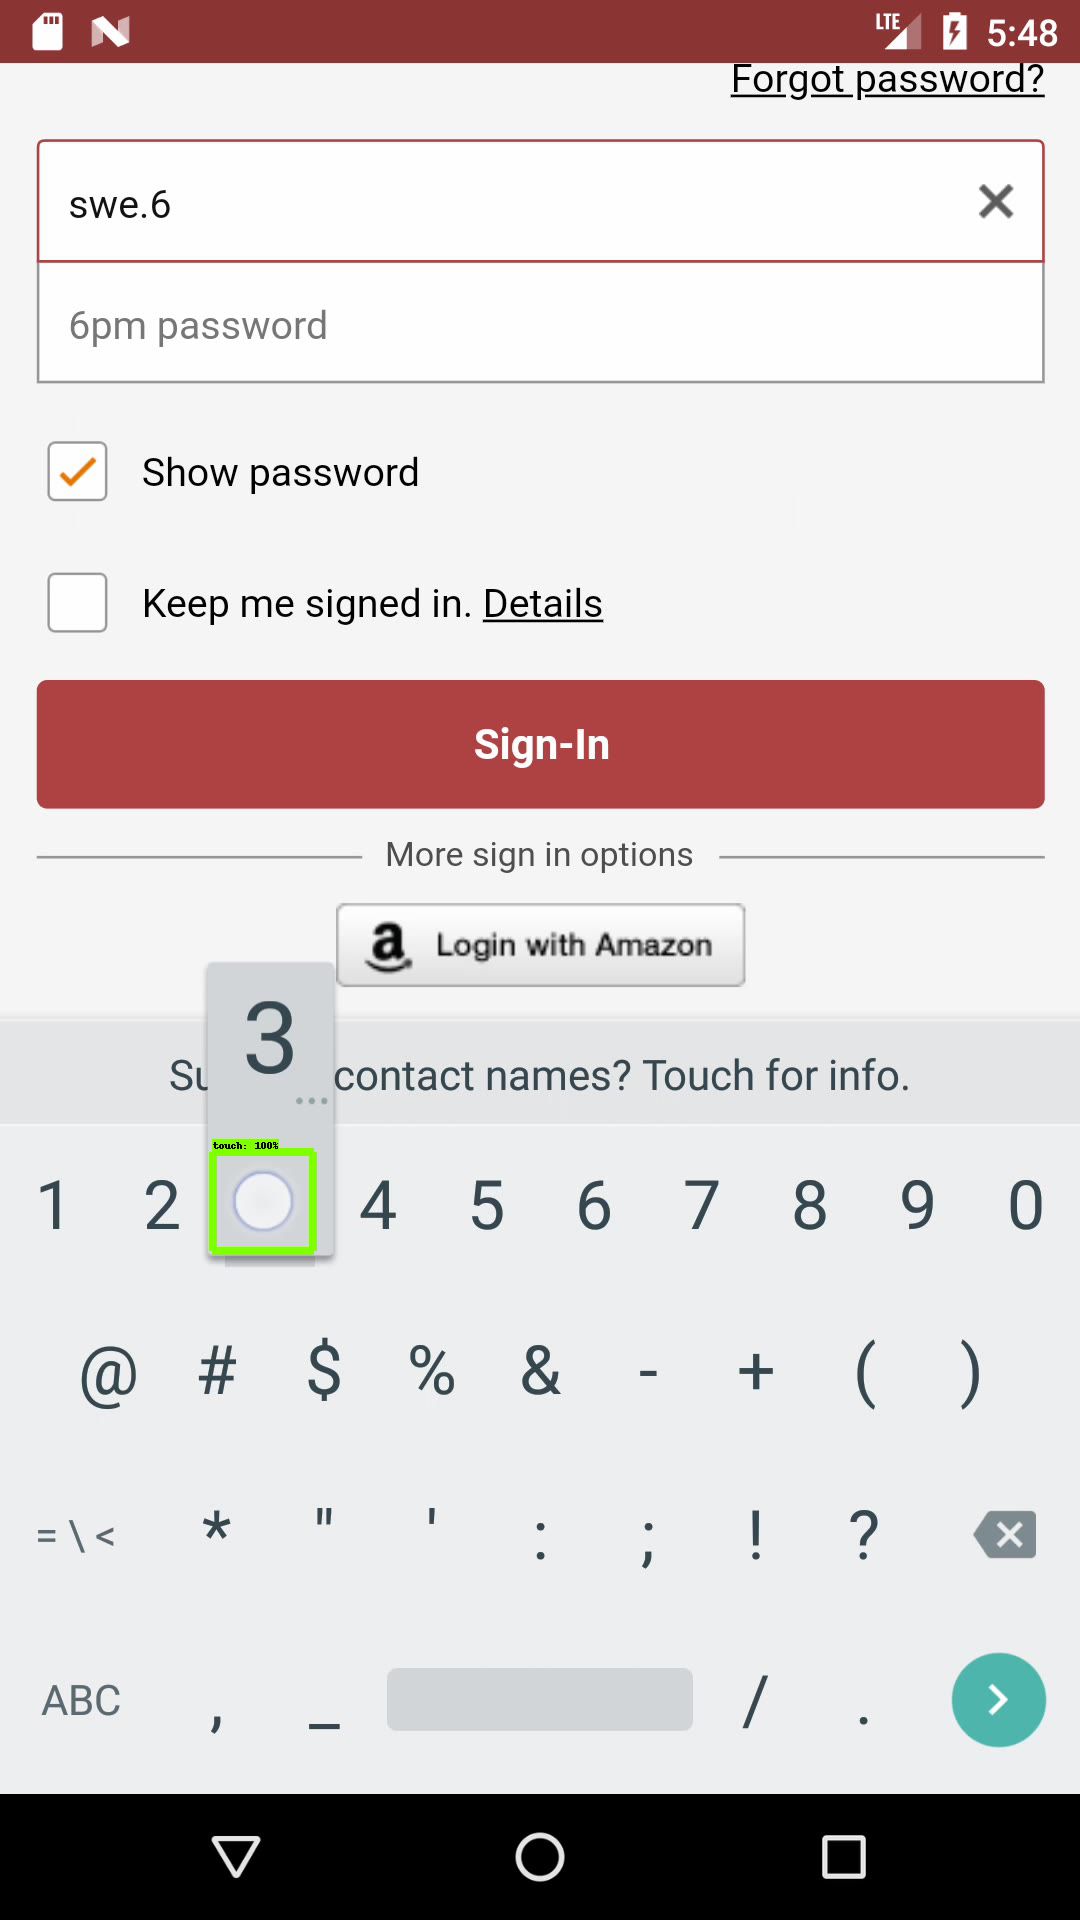 LTE 5:48
Forgot password?
swe.6
6pm password
Show password
Keep me signed in. Details
Sign-In
More sign in options
a Login with Amazon
3
Su contact names? Touch for info.
touch: 100%
1 2 4 5 6 7 8 9 0
@ # $ % & - + ( )
= \ < * " ' : ; ! ?
ABC , _ / .